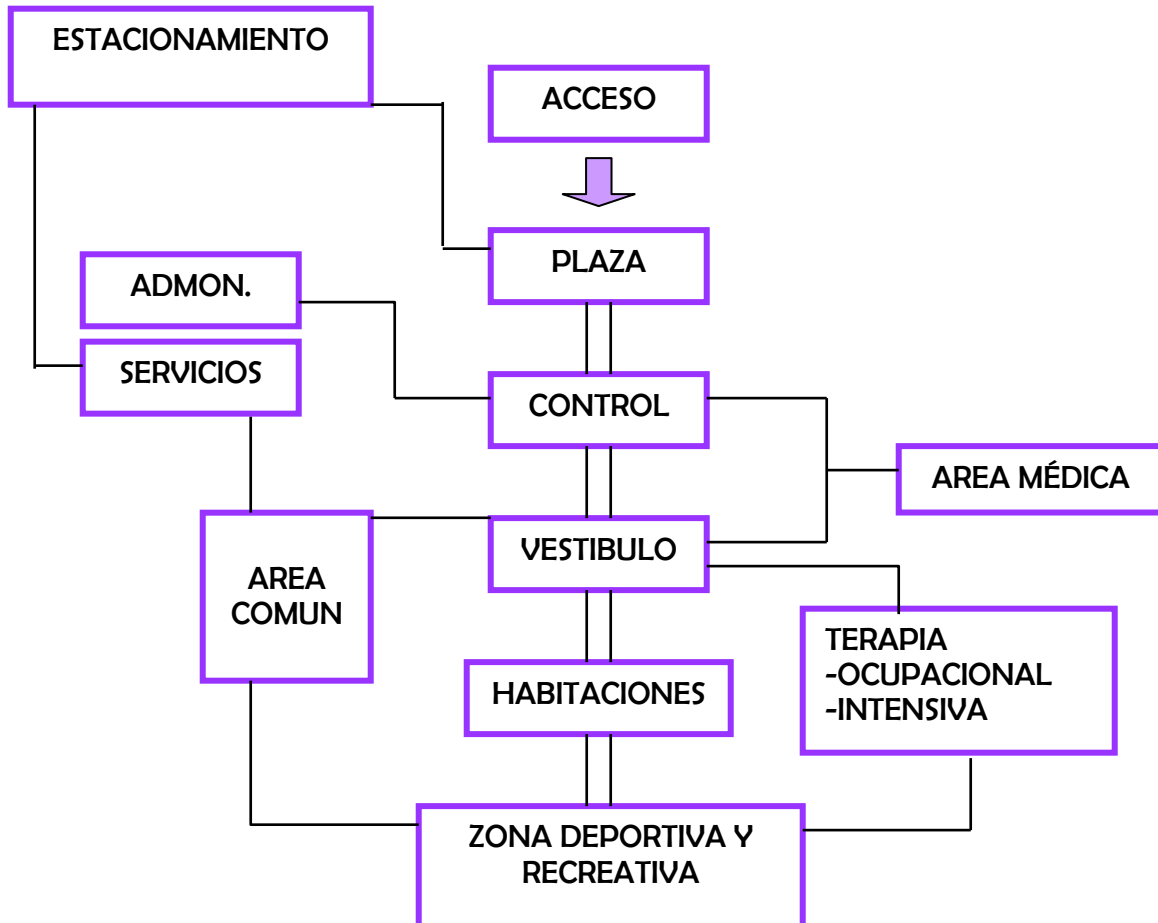 ESTACIONAMIENTO
ACCESO
PLAZA
ADMON.
SERVICIOS
CONTROL
AREA MÉDICA
VESTIBULO
AREA
COMUN
TERAPIA
-OCUPACIONAL
-INTENSIVA
HABITACIONES
ZONA DEPORTIVA Y
RECREATIVA